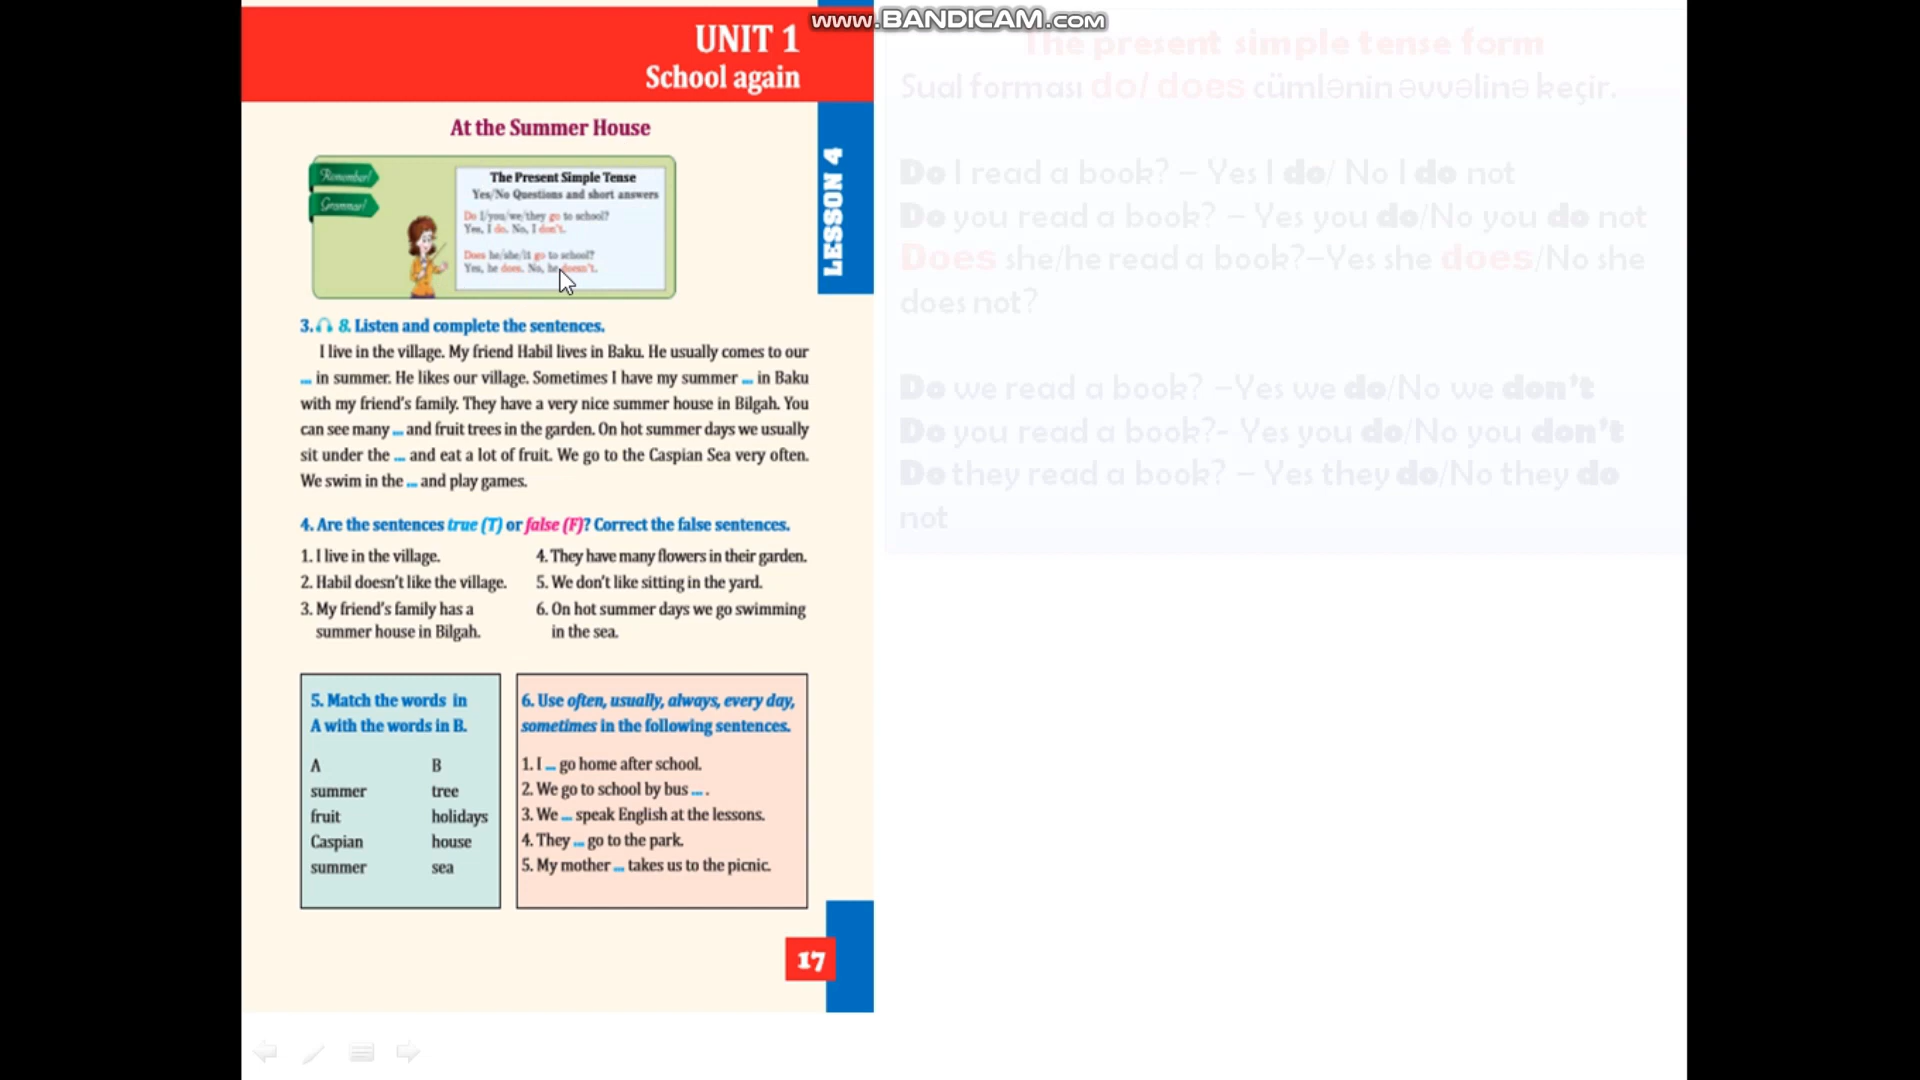 www.BANDICAM.com
UNIT 1
School again
LESSON 4
At the Summer House
Remember!
Grammar!
The Present Simple Tense
Yes/No Questions and short answers
Do I/you/we/they go to school?
Yes, I do. No, I don't.
Does he/she/it go to school?
Yes, he does. No, he doesn't.
3. 8. Listen and complete the sentences.
I live in the village. My friend Habil lives in Baku. He usually comes to our
... in summer. He likes our village. Sometimes I have my summer ... in Baku
with my friend's family. They have a very nice summer house in Bilgah. You
can see many ... and fruit trees in the garden. On hot summer days we usually
sit under the ... and eat a lot of fruit. We go to the Caspian Sea very often.
We swim in the ... and play games.
4. Are the sentences true (T) or false (F)? Correct the false sentences.
1. I live in the village.
2. Habil doesn't like the village.
3. My friend's family has a
summer house in Bilgah.
4. They have many flowers in their garden.
5. We don't like sitting in the yard.
6. On hot summer days we go swimming
in the sea.
5. Match the words in
A with the words in B.
A B
summer tree
fruit holidays
Caspian house
summer sea
6. Use often, usually, always, every day,
sometimes in the following sentences.
1. I ... go home after school.
2. We go to school by bus ... .
3. We ... speak English at the lessons.
4. They ... go to the park.
5. My mother ... takes us to the picnic.
17
The present simple tense form
Sual forması do/ does cümlənin əvvəlinə keçir.
Do I read a book? – Yes I do/ No I do not
Do you read a book? – Yes you do/No you do not
Does she/he read a book?–Yes she does/No she
does not?
Do we read a book? –Yes we do/No we don't
Do you read a book?- Yes you do/No you don't
Do they read a book? – Yes they do/No they do
not